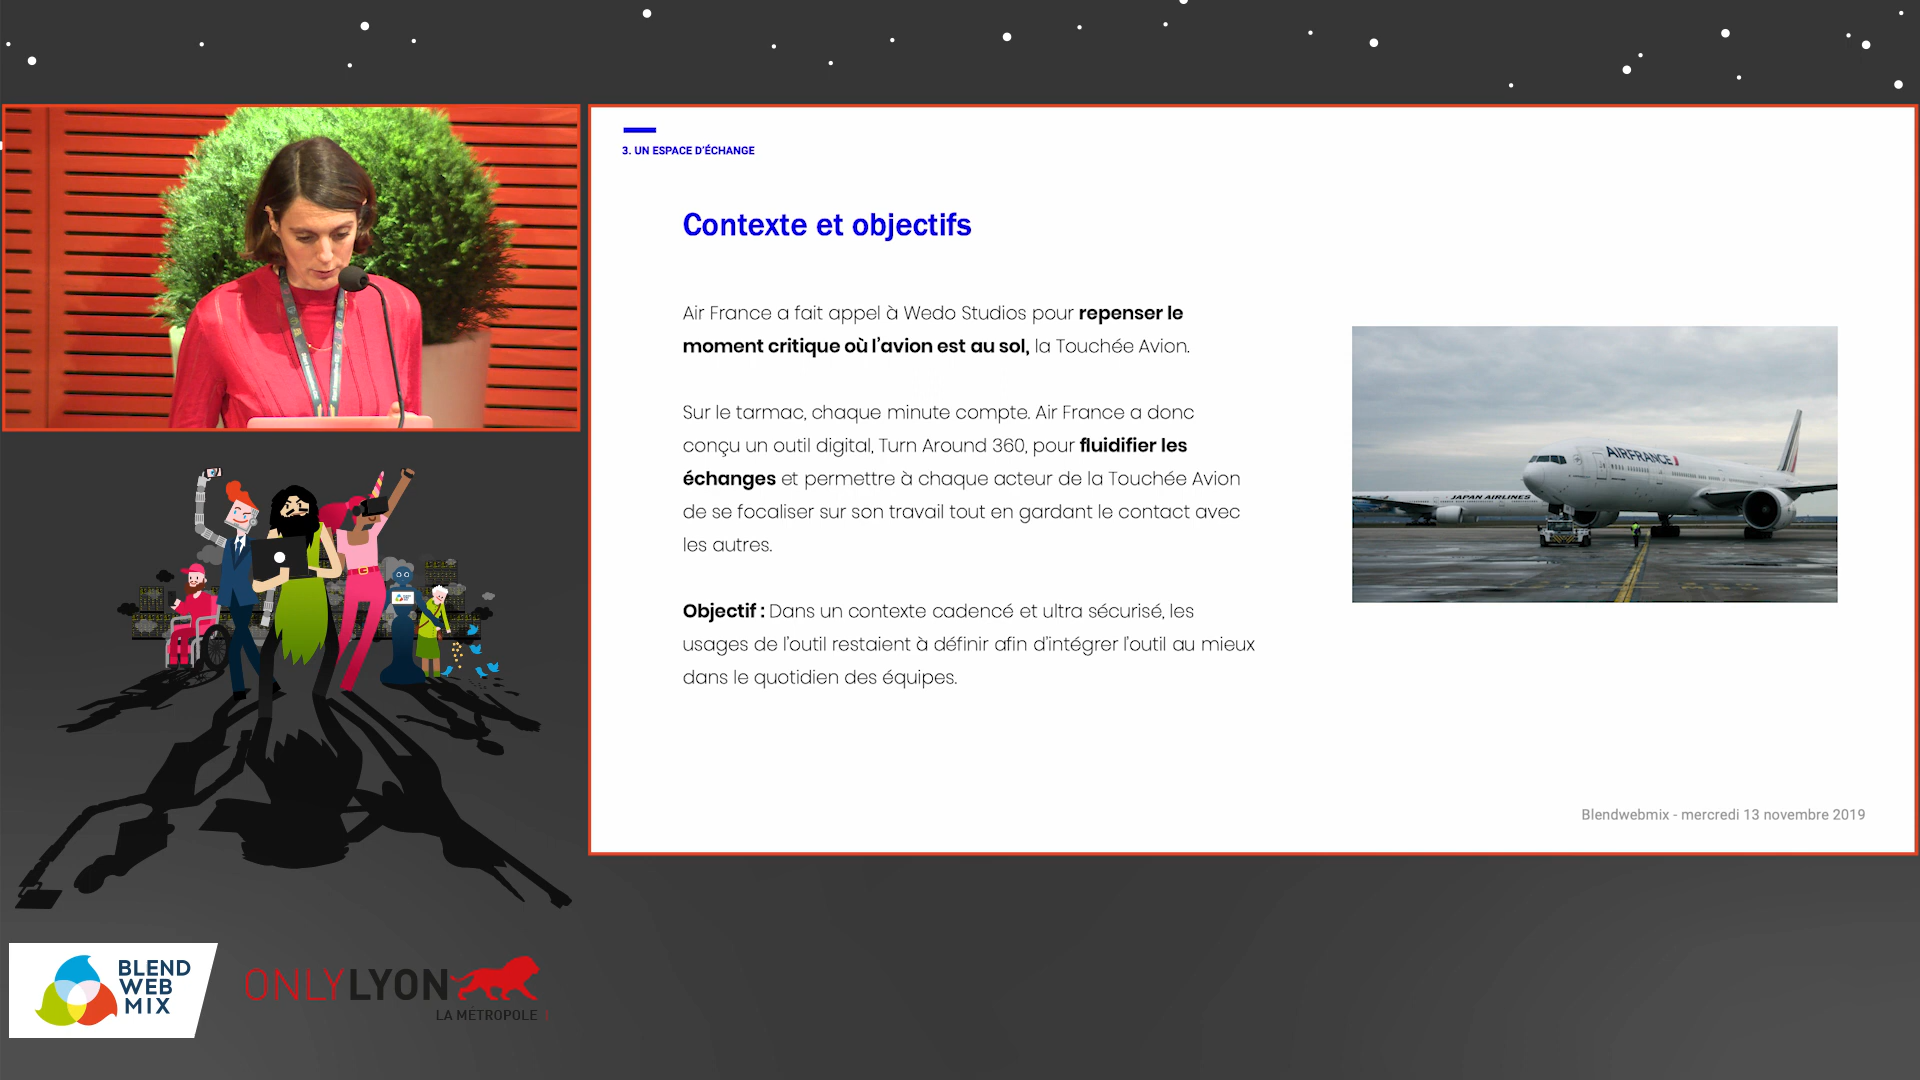 3. UN ESPACE D'ÉCHANGE
Contexte et objectifs
Air France a fait appel à Wedo Studios pour repenser le
moment critique où l'avion est au sol, la Touchée Avion.
Sur le tarmac, chaque minute compte. Air France a donc
conçu un outil digital, Turn Around 360, pour fluidifier les
échanges et permettre à chaque acteur de la Touchée Avion
de se focaliser sur son travail tout en gardant le contact avec
les autres.
Objectif : Dans un contexte cadencé et ultra sécurisé, les
usages de l'outil restaient à définir afin d'intégrer l'outil au mieux
dans le quotidien des équipes.
AIRFRANCE
JAPAN AIRLINES
Blendwebmix - mercredi 13 novembre 2019
BLEND
WEB
MIX
ONLYLYON
LA MÉTROPOLE